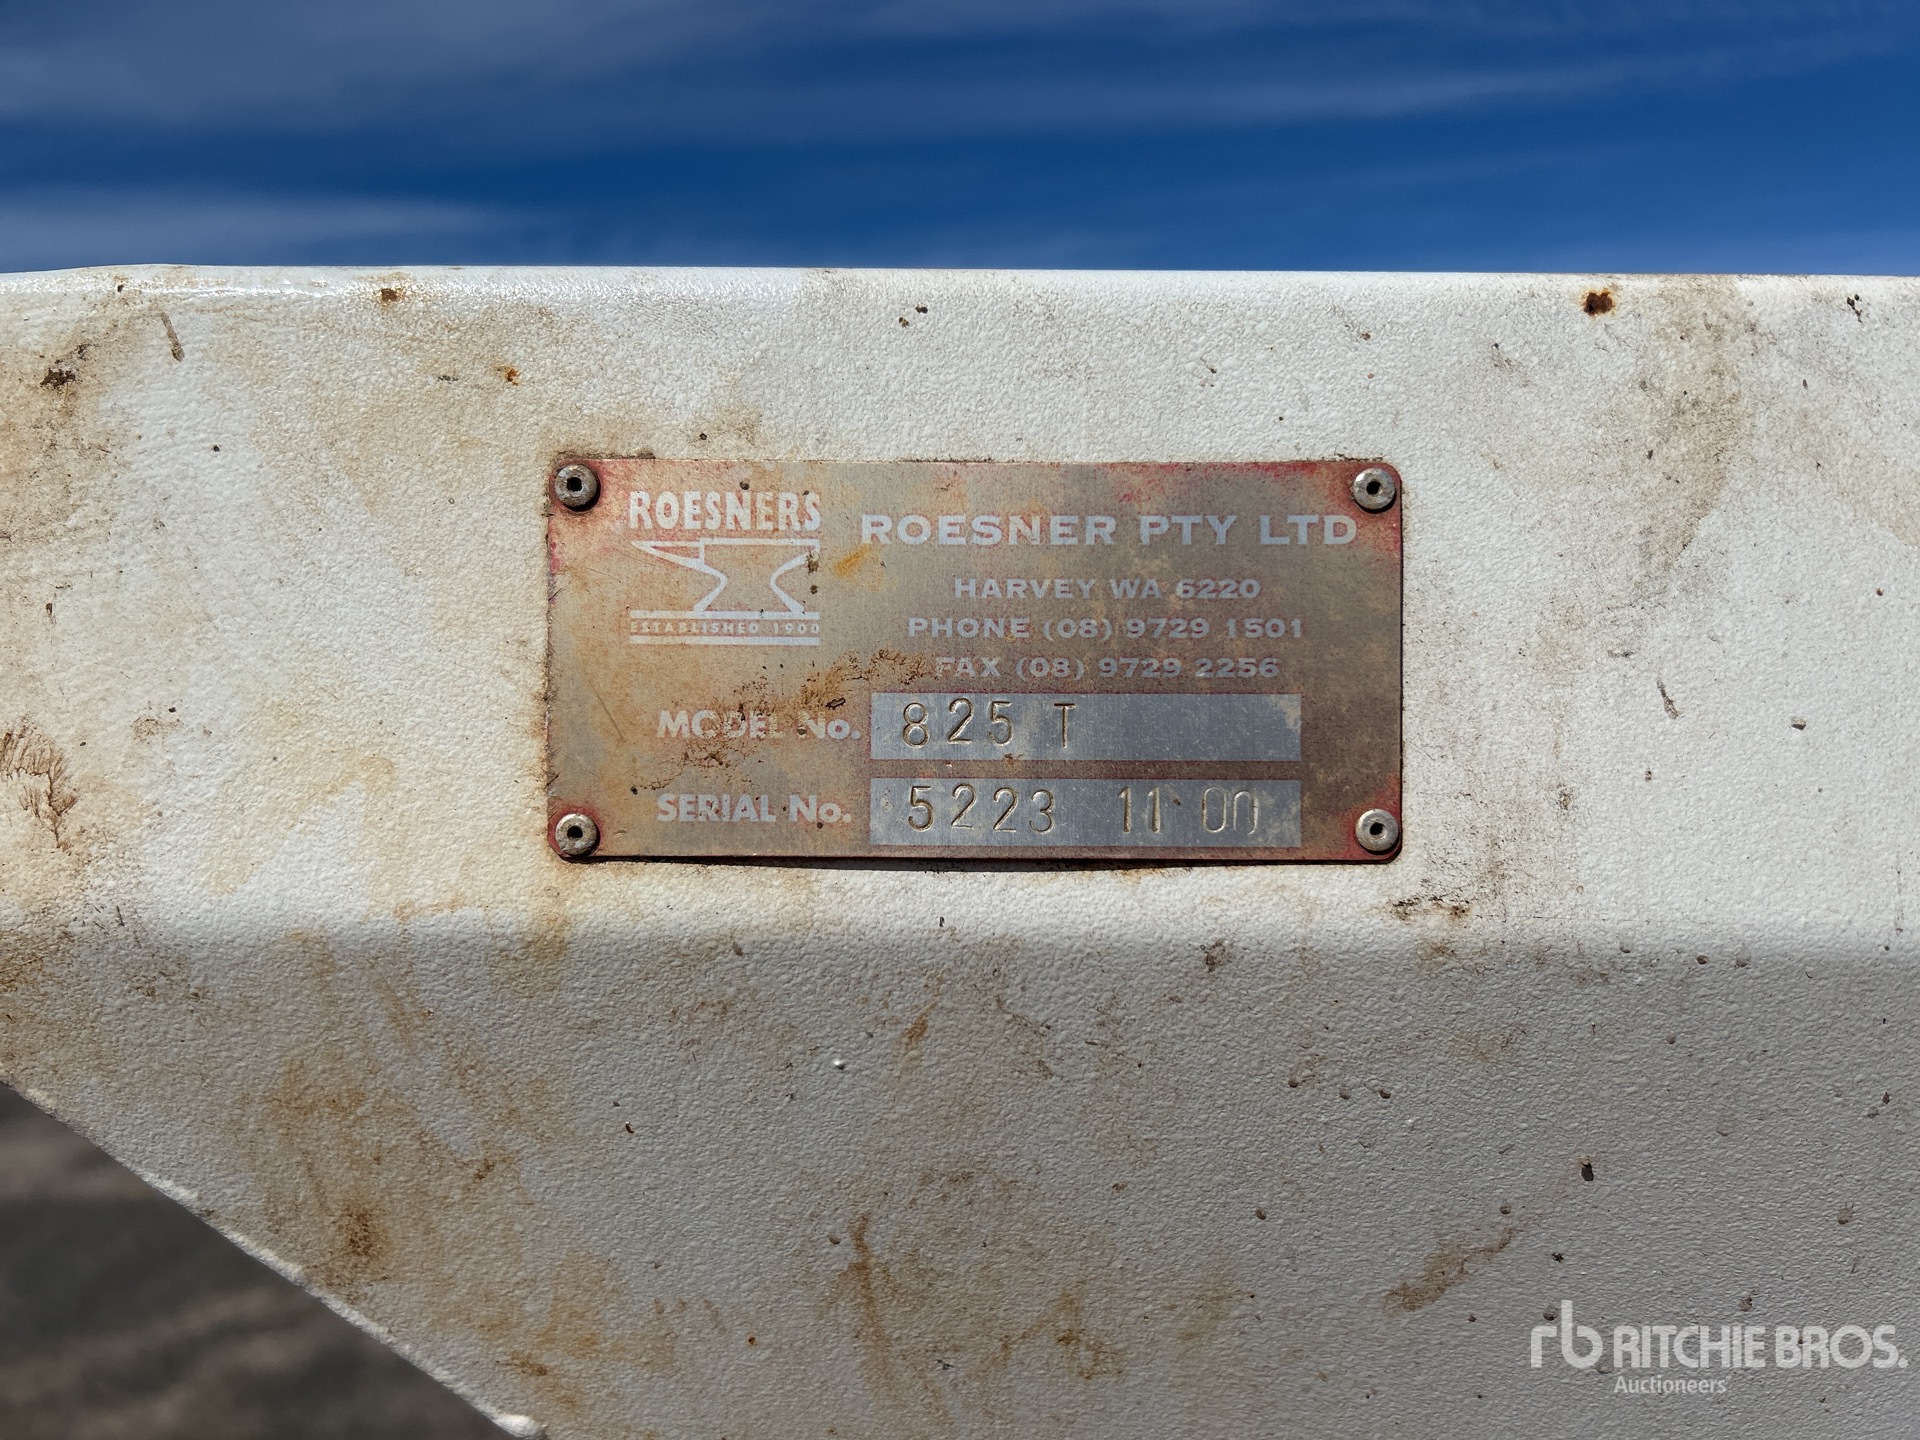 ROESNERS
ESTABLISHED 1900
ROESNER PTY LTD
HARVEY WA 6220
PHONE (08) 9729 1501
FAX (08) 9729 2256
MODEL No. 825 T
SERIAL No. 5223 11 00
rb RITCHIE BROS.
Auctioneers